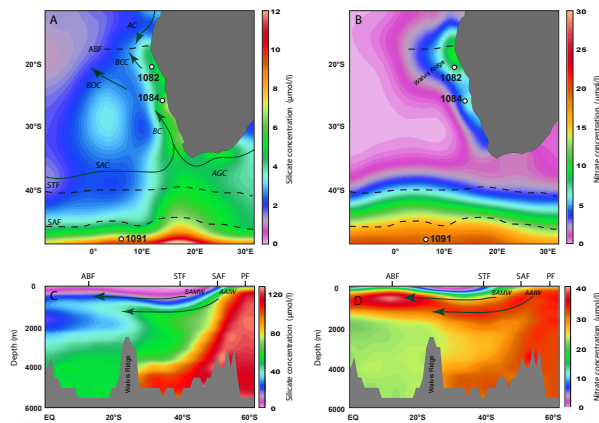 A
AC
ABF
BCC
BOC
1082
1084
BC
SAC
AGC
STF
SAF
1091
20°S
30°S
40°S
0°
10°E
20°E
30°E
12
10
8
6
4
2
0
Silicate concentration (µmol/l)
B
Walvis Ridge
1082
1084
1091
20°S
30°S
40°S
0°
10°E
20°E
30°E
30
25
20
15
10
5
0
Nitrate concentration (µmol/l)
ABF
STF
SAF
PF
C
SAMW
AAIW
Walvis Ridge
0
2000
4000
6000
Depth (m)
EQ
20°S
40°S
60°S
120
80
40
0
Silicate concentration (µmol/l)
ABF
STF
SAF
PF
D
SAMW
AAIW
Walvis Ridge
0
2000
4000
6000
Depth (m)
EQ
20°S
40°S
60°S
40
30
20
10
0
Nitrate concentration (µmol/l)